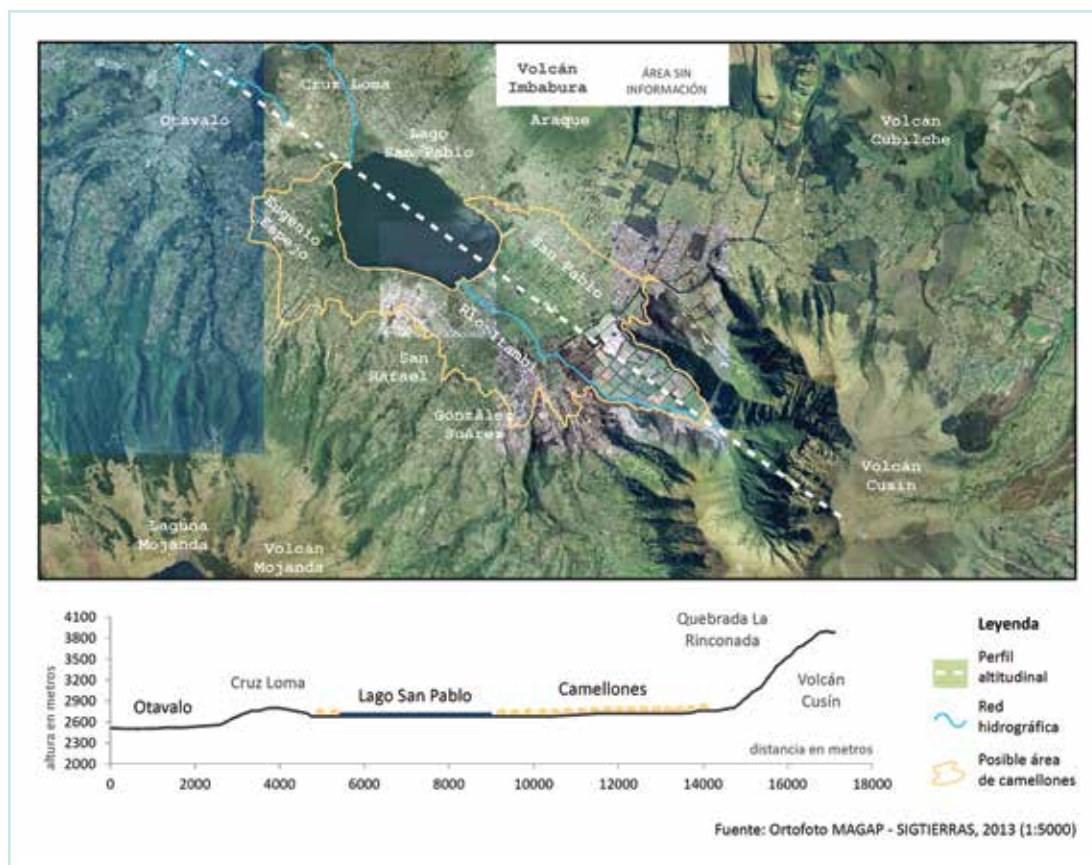 Volcán
Imbabura
ÁREA SIN
INFORMACIÓN
Cruz Loma
Otavalo
Araque
Lago
San Pablo
Volcán
Cubilche
Eugenio
Espejo
San Pablo
Río Itambi
San
Rafael
González
Suárez
Volcán
Cusin
Laguna
Mojanda
Volcán
Mojanda
altura en metros
4100
3800
3500
3200
2900
2600
2300
2000
Otavalo
Cruz Loma
Lago San Pablo
Camellones
Quebrada La
Rinconada
Volcán
Cusín
distancia en metros
0
2000
4000
6000
8000
10000
12000
14000
16000
18000
Leyenda
Perfil
altitudinal
Red
hidrográfica
Posible área
de camellones
Fuente: Ortofoto MAGAP - SIGTIERRAS, 2013 (1:5000)